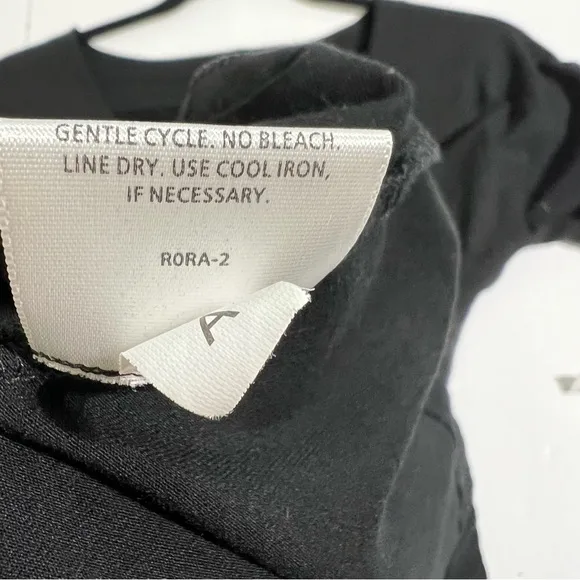 GENTLE CYCLE. NO BLEACH.
LINE DRY. USE COOL IRON,
IF NECESSARY.
R0RA-2
A